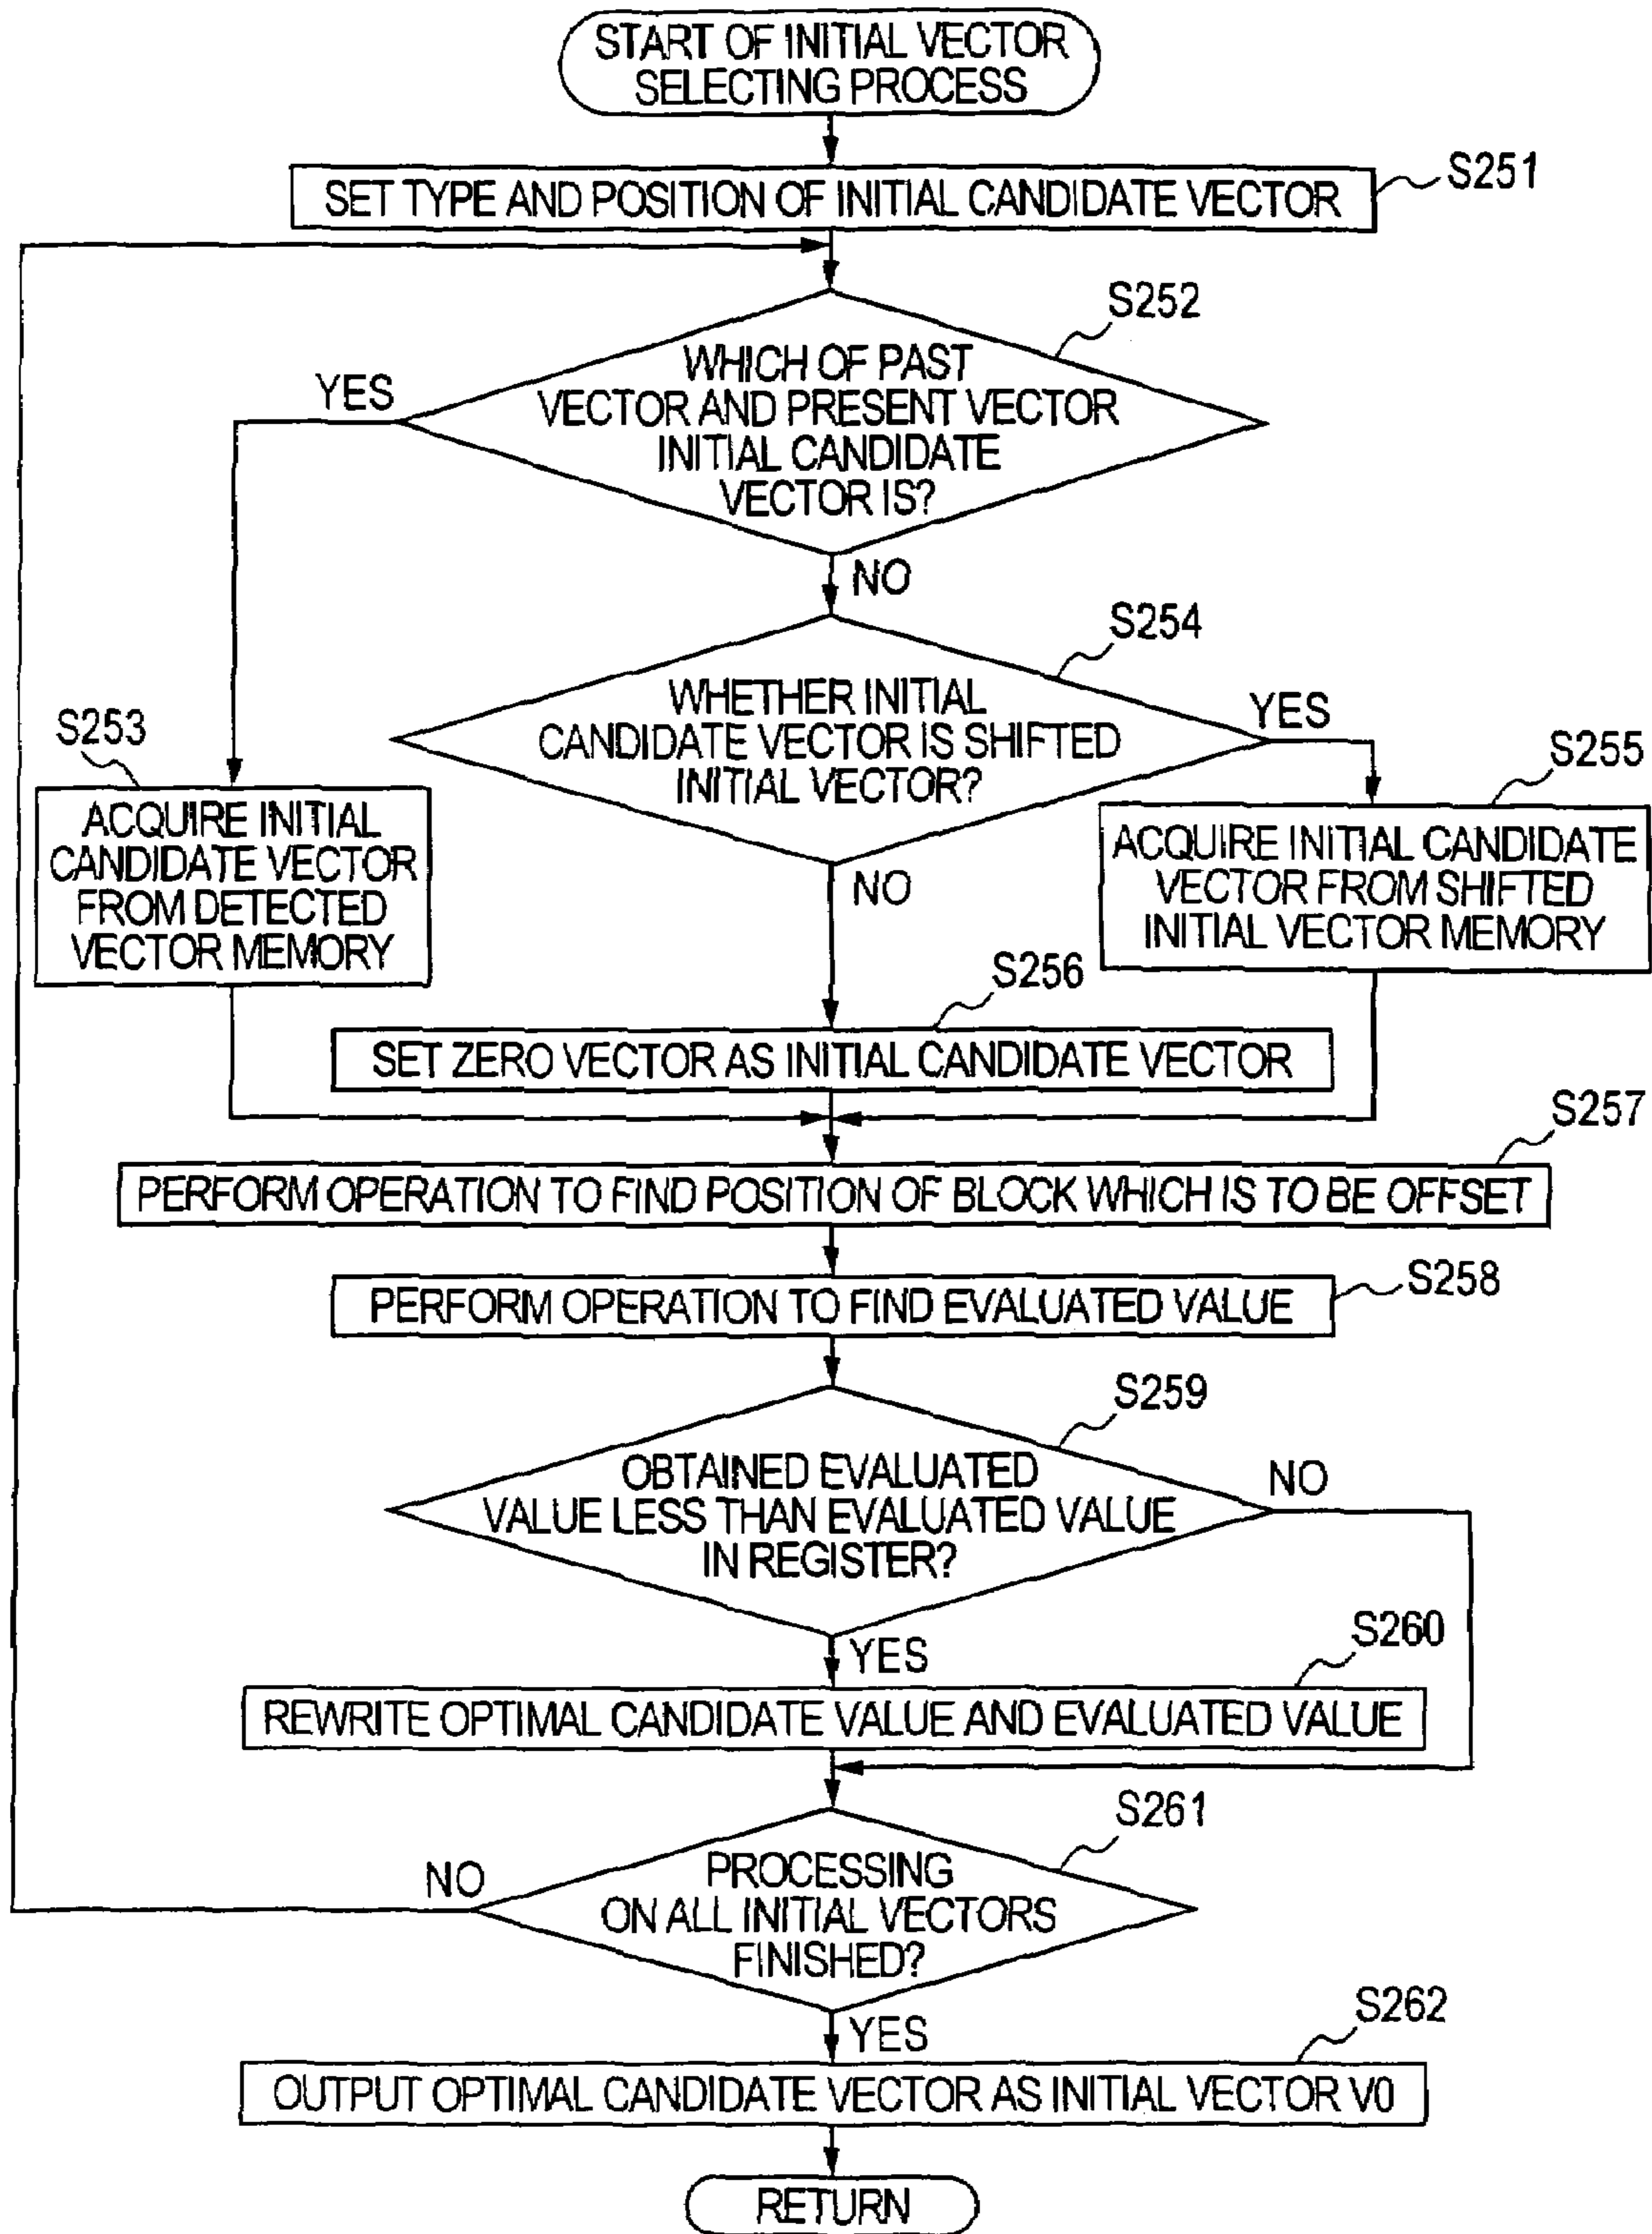 START OF INITIAL VECTOR
SELECTING PROCESS
SET TYPE AND POSITION OF INITIAL CANDIDATE VECTOR
S251
S252
WHICH OF PAST
VECTOR AND PRESENT VECTOR
INITIAL CANDIDATE
VECTOR IS?
YES
NO
S254
WHETHER INITIAL
CANDIDATE VECTOR IS SHIFTED
INITIAL VECTOR?
YES
NO
S253
ACQUIRE INITIAL
CANDIDATE VECTOR
FROM DETECTED
VECTOR MEMORY
S255
ACQUIRE INITIAL CANDIDATE
VECTOR FROM SHIFTED
INITIAL VECTOR MEMORY
S256
SET ZERO VECTOR AS INITIAL CANDIDATE VECTOR
S257
PERFORM OPERATION TO FIND POSITION OF BLOCK WHICH IS TO BE OFFSET
S258
PERFORM OPERATION TO FIND EVALUATED VALUE
S259
OBTAINED EVALUATED
VALUE LESS THAN EVALUATED VALUE
IN REGISTER?
NO
YES
S260
REWRITE OPTIMAL CANDIDATE VALUE AND EVALUATED VALUE
S261
PROCESSING
ON ALL INITIAL VECTORS
FINISHED?
NO
YES
S262
OUTPUT OPTIMAL CANDIDATE VECTOR AS INITIAL VECTOR V0
RETURN